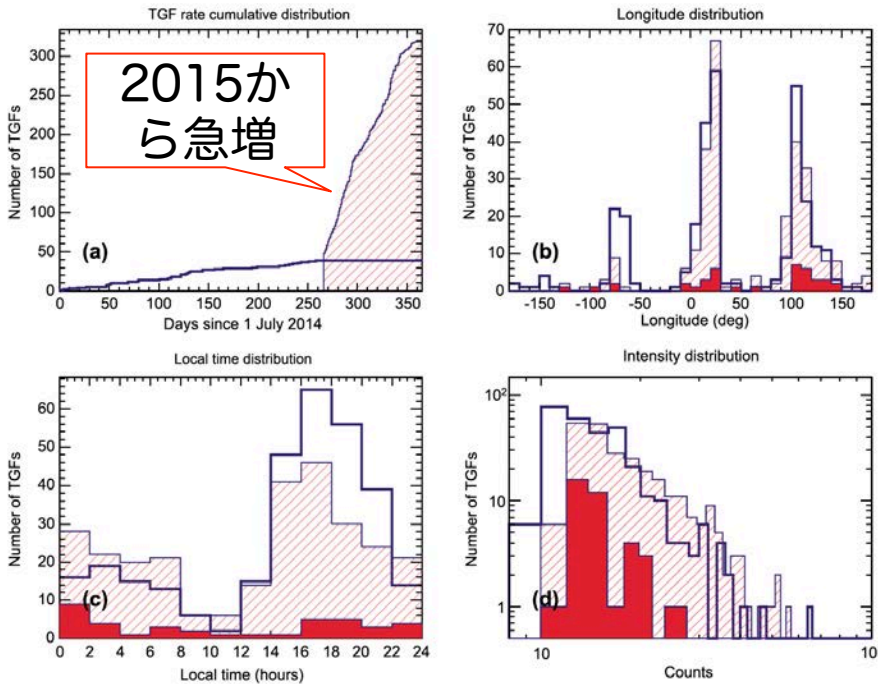 TGF rate cumulative distribution
Number of TGFs
300
250
200
150
100
50
0
2015か
ら急増
(a)
0 50 100 150 200 250 300 350
Days since 1 July 2014
Longitude distribution
Number of TGFs
70
60
50
40
30
20
10
0
(b)
-150 -100 -50 0 50 100 150
Longitude (deg)
Local time distribution
Number of TGFs
60
50
40
30
20
10
0
(c)
0 2 4 6 8 10 12 14 16 18 20 22 24
Local time (hours)
Intensity distribution
Number of TGFs
10²
10
1
(d)
10 10
Counts